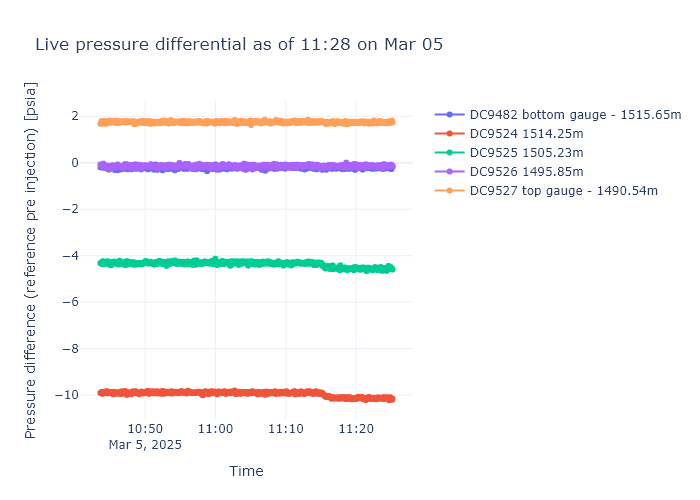 Live pressure differential as of 11:28 on Mar 05
Pressure difference (reference pre injection) [psia]
2
0
−2
−4
−6
−8
−10
10:50
Mar 5, 2025
11:00
11:10
11:20
Time
DC9482 bottom gauge - 1515.65m
DC9524 1514.25m
DC9525 1505.23m
DC9526 1495.85m
DC9527 top gauge - 1490.54m